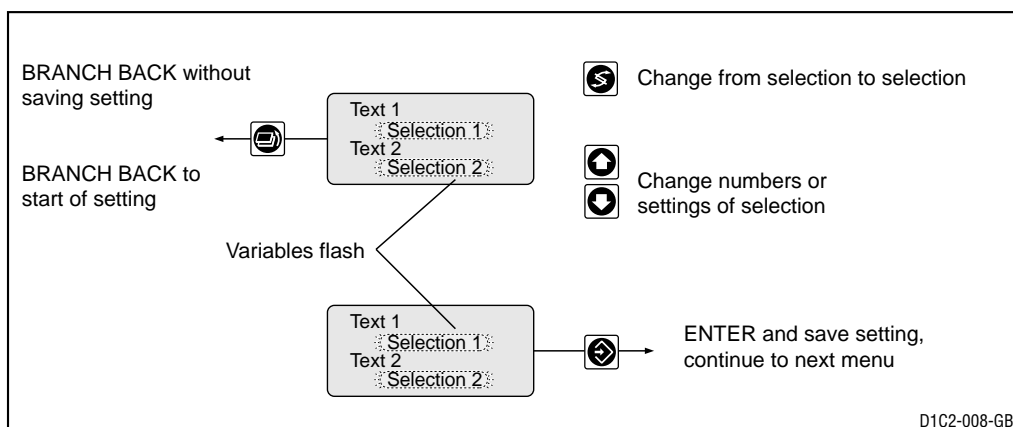 BRANCH BACK without
saving setting
BRANCH BACK to
start of setting
Text 1
Selection 1
Text 2
Selection 2
Change from selection to selection
Change numbers or
settings of selection
Variables flash
Text 1
Selection 1
Text 2
Selection 2
ENTER and save setting,
continue to next menu
D1C2-008-GB